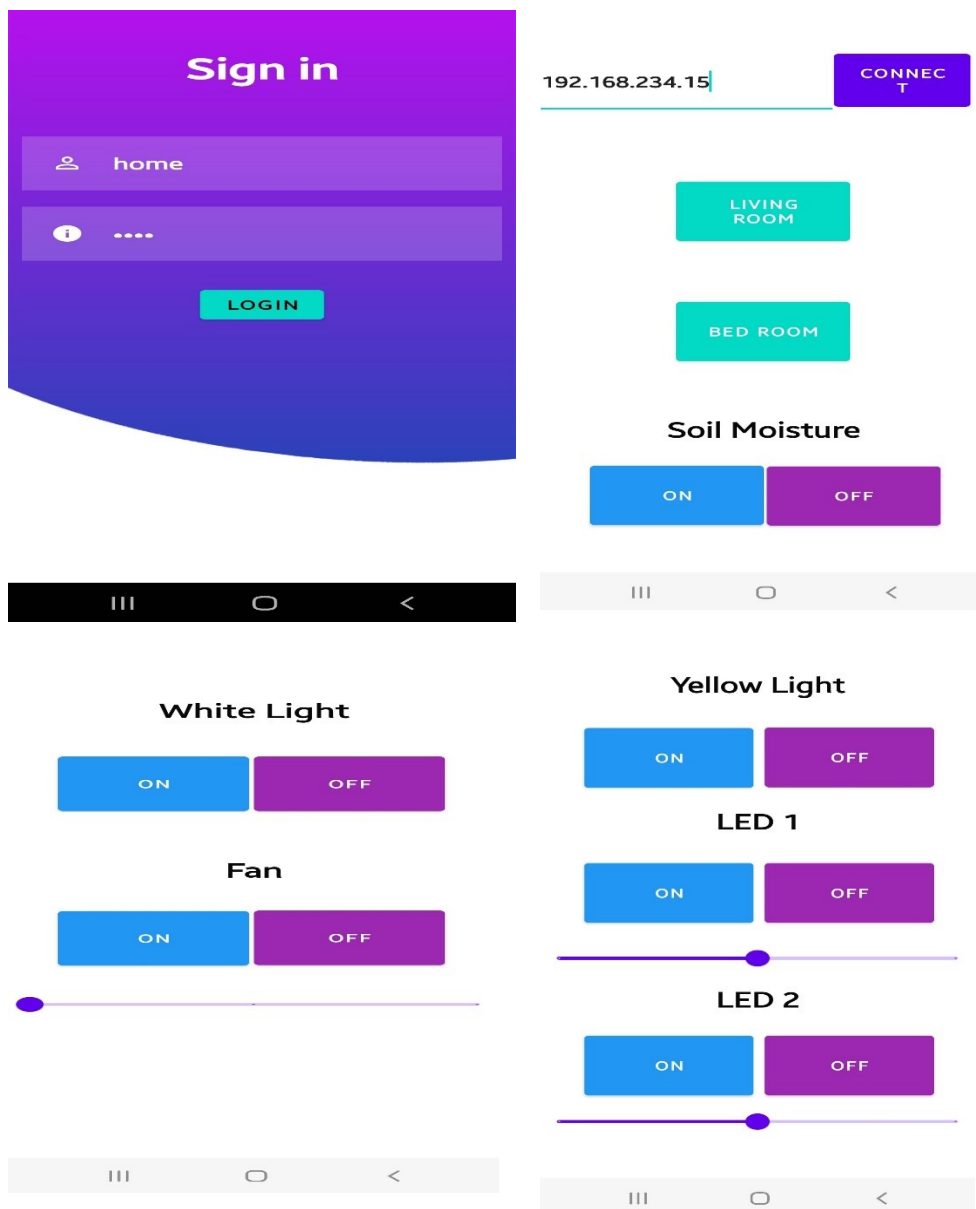 Sign in
home
••••
LOGIN
192.168.234.15
CONNEC
T
LIVING
ROOM
BED ROOM
Soil Moisture
ON OFF
White Light
ON OFF
Fan
ON OFF
Yellow Light
ON OFF
LED 1
ON OFF
LED 2
ON OFF